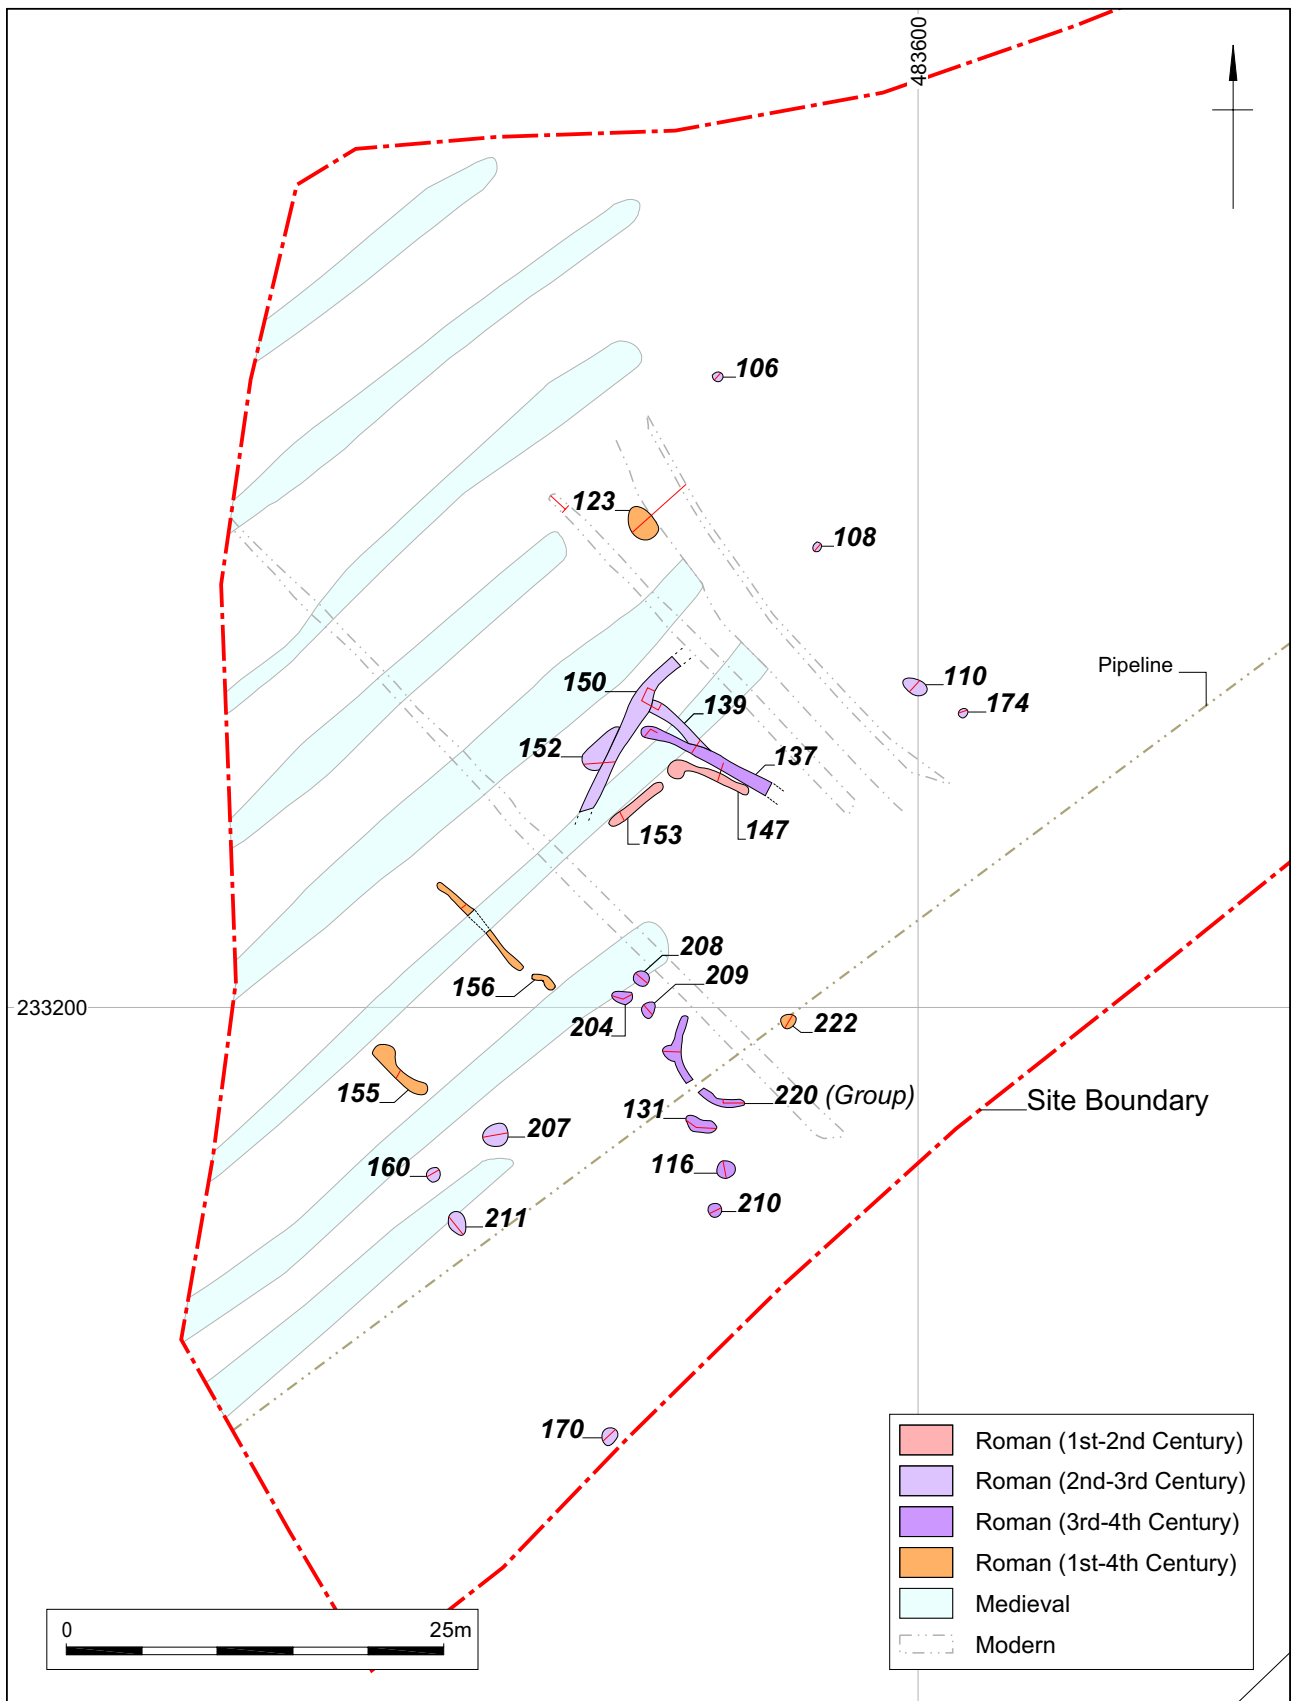 483600
106
123
108
Pipeline
150
110
139
174
152
137
153
147
208
156
209
233200
204
222
155
220 (Group)
Site Boundary
131
207
160
116
211
210
170
Roman (1st-2nd Century)
Roman (2nd-3rd Century)
Roman (3rd-4th Century)
Roman (1st-4th Century)
Medieval
Modern
0 25m